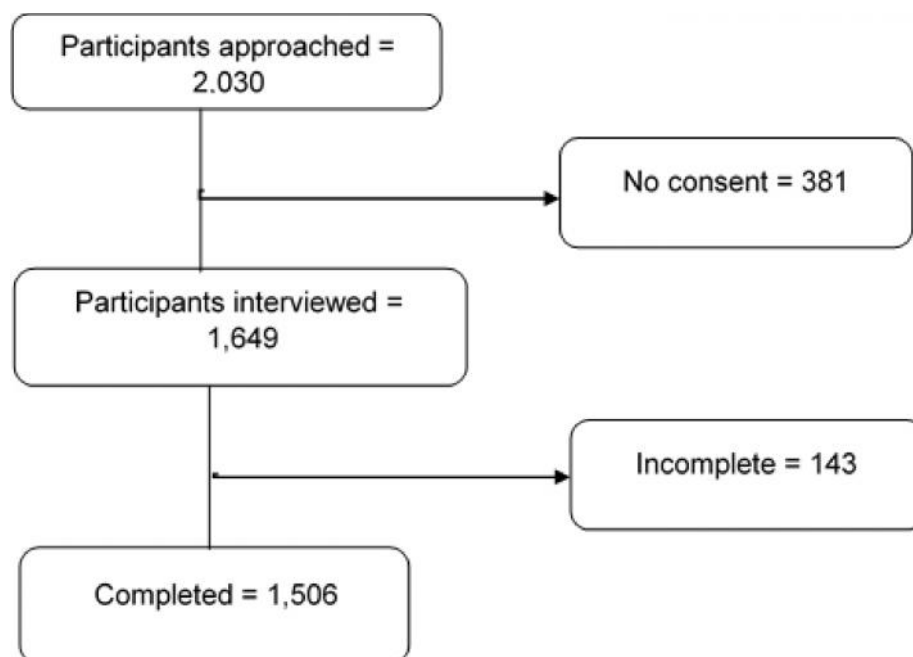 Participants approached =
2.030
No consent = 381
Participants interviewed =
1,649
Incomplete = 143
Completed = 1,506